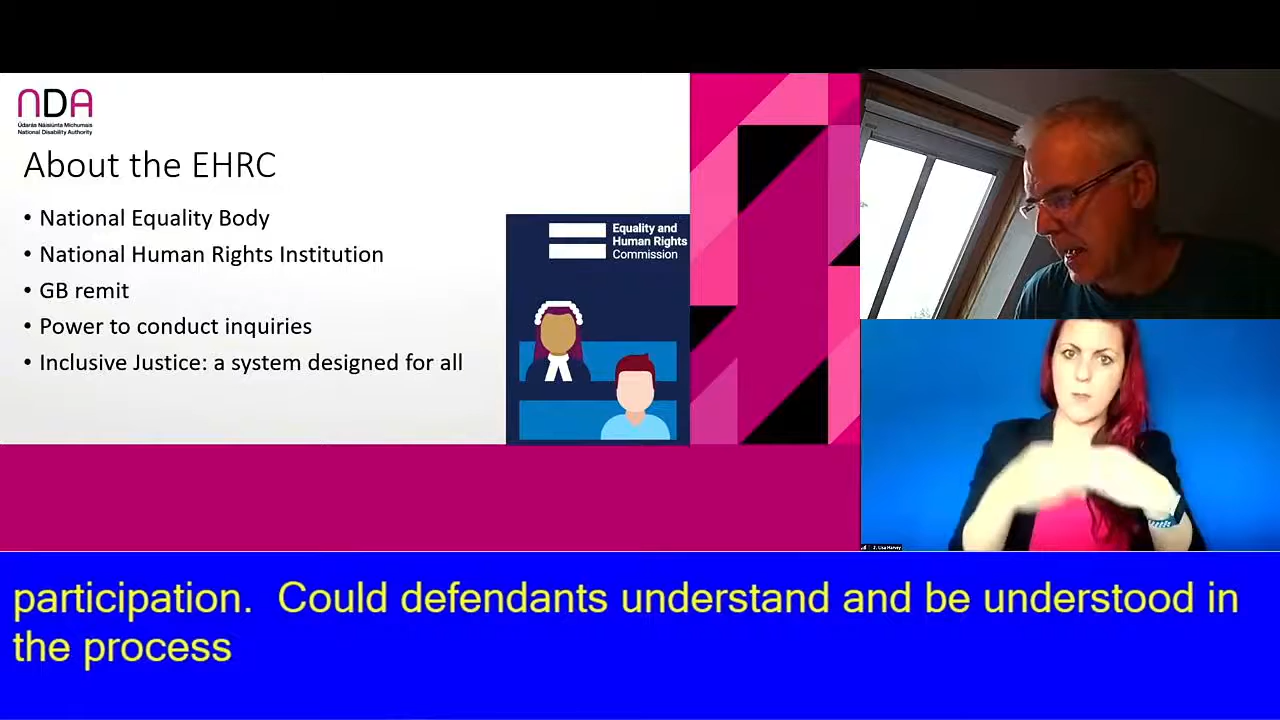 NDA
Údarás Náisiúnta Míchumais
National Disability Authority
About the EHRC
• National Equality Body
• National Human Rights Institution
• GB remit
• Power to conduct inquiries
• Inclusive Justice: a system designed for all
Equality and
Human Rights
Commission
Lisa Harvey
participation.  Could defendants understand and be understood in
the process